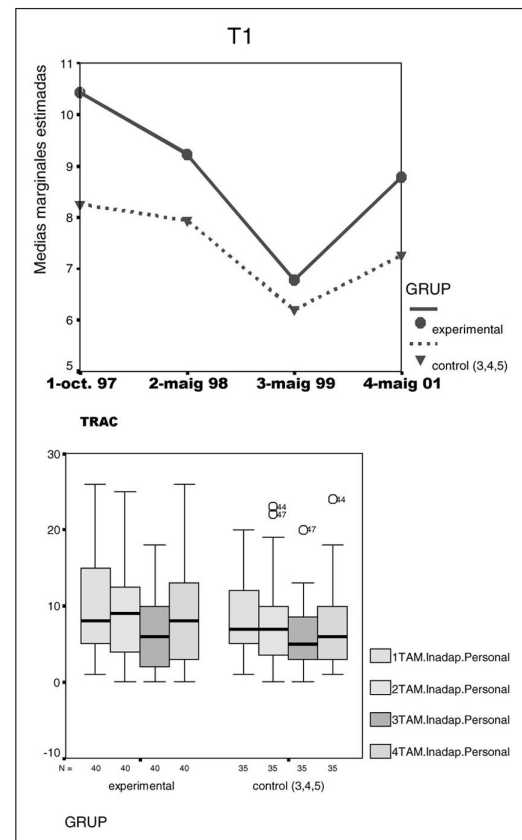 T1
Medias marginales estimadas
11
10
9
8
7
6
5
1-oct. 97 2-maig 98 3-maig 99 4-maig 01
GRUP
experimental
control (3,4,5)
TRAC
30
20
10
0
-10
44
47
47
44
N = 40 40 40 40 35 35 35 35
experimental control (3,4,5)
GRUP
1TAM.Inadap.Personal
2TAM.Inadap.Personal
3TAM.Inadap.Personal
4TAM.Inadap.Personal